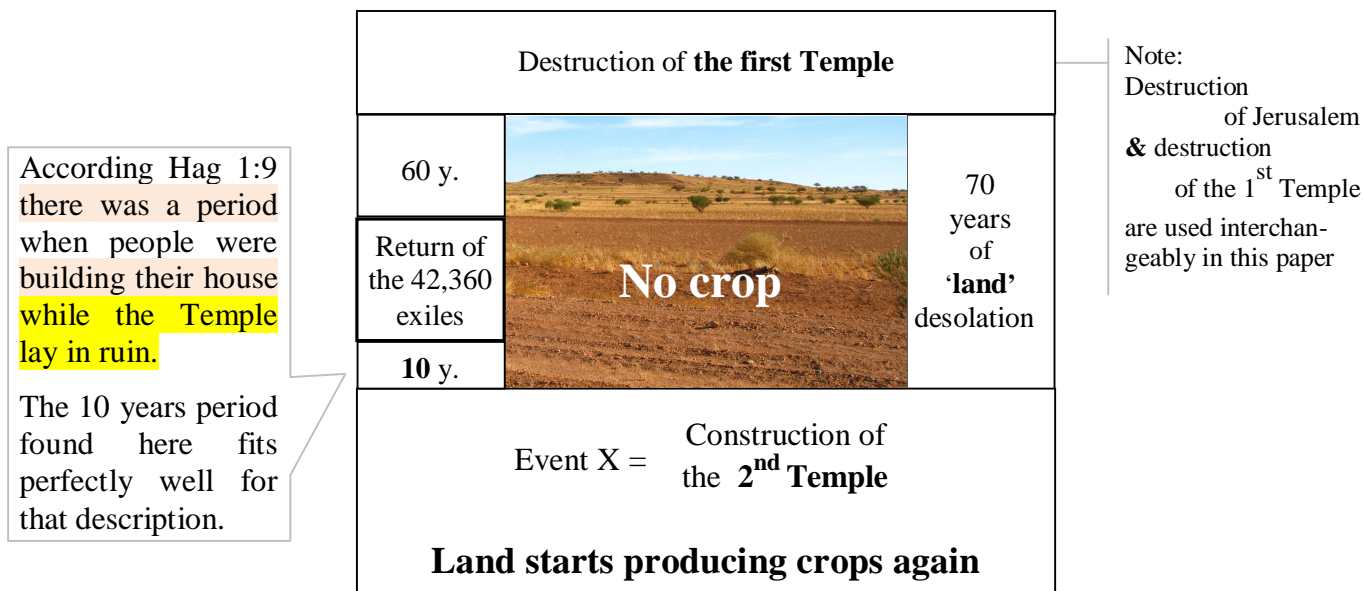 Destruction of the first Temple
Note:
Destruction
of Jerusalem
& destruction
of the 1st Temple
are used interchan-
geably in this paper
According Hag 1:9
there was a period
when people were
building their house
while the Temple
lay in ruin.
The 10 years period
found here fits
perfectly well for
that description.
60 y.
Return of
the 42,360
exiles
10 y.
No crop
70
years
of
‘land’
desolation
Event X = Construction of
the 2nd Temple
Land starts producing crops again